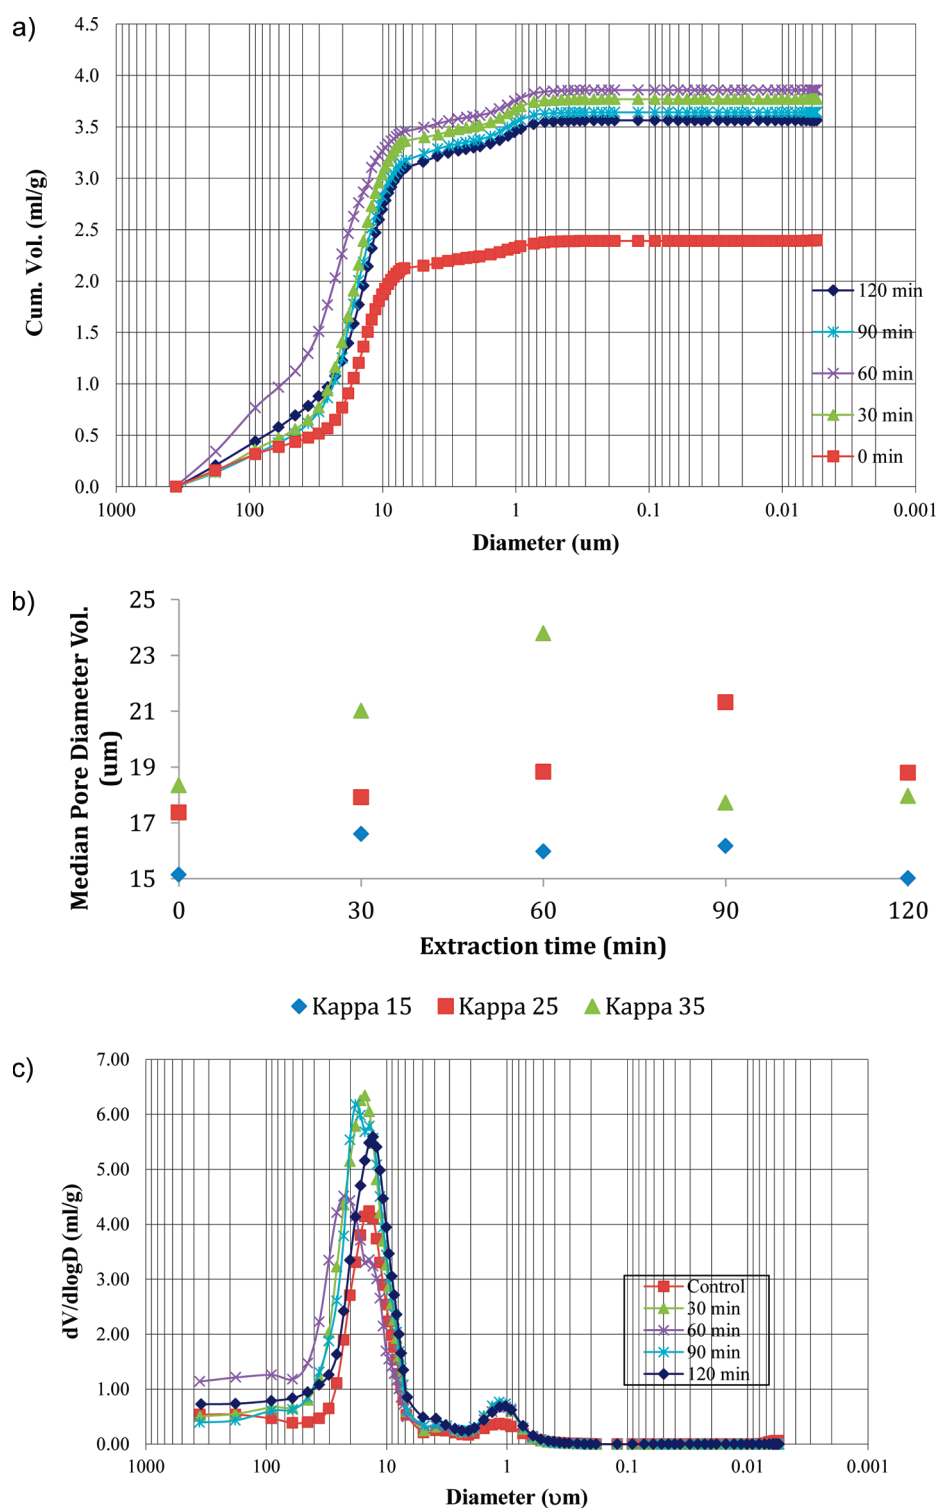 a)
4.5
4.0
3.5
3.0
2.5
2.0
1.5
1.0
0.5
0.0
Cum. Vol. (ml/g)
120 min
90 min
60 min
30 min
0 min
1000 100 10 1 0.1 0.01 0.001
Diameter (um)
b)
25
23
21
19
17
15
Median Pore Diameter Vol.
(um)
0 30 60 90 120
Extraction time (min)
Kappa 15 Kappa 25 Kappa 35
c)
7.00
6.00
5.00
4.00
3.00
2.00
1.00
0.00
dV/dlogD (ml/g)
Control
30 min
60 min
90 min
120 min
1000 100 10 1 0.1 0.01 0.001
Diameter (υm)